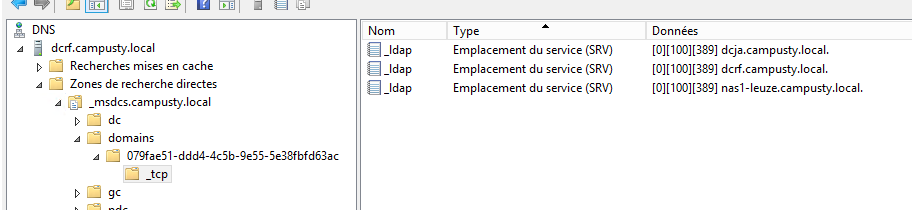 DNS
dcrf.campusty.local
Recherches mises en cache
Zones de recherche directes
_msdcs.campusty.local
dc
domains
079fae51-ddd4-4c5b-9e55-5e38fbfd63ac
_tcp
gc
pdc
Nom Type Données
_ldap Emplacement du service (SRV) [0][100][389] dcja.campusty.local.
_ldap Emplacement du service (SRV) [0][100][389] dcrf.campusty.local.
_ldap Emplacement du service (SRV) [0][100][389] nas1-leuze.campusty.local.